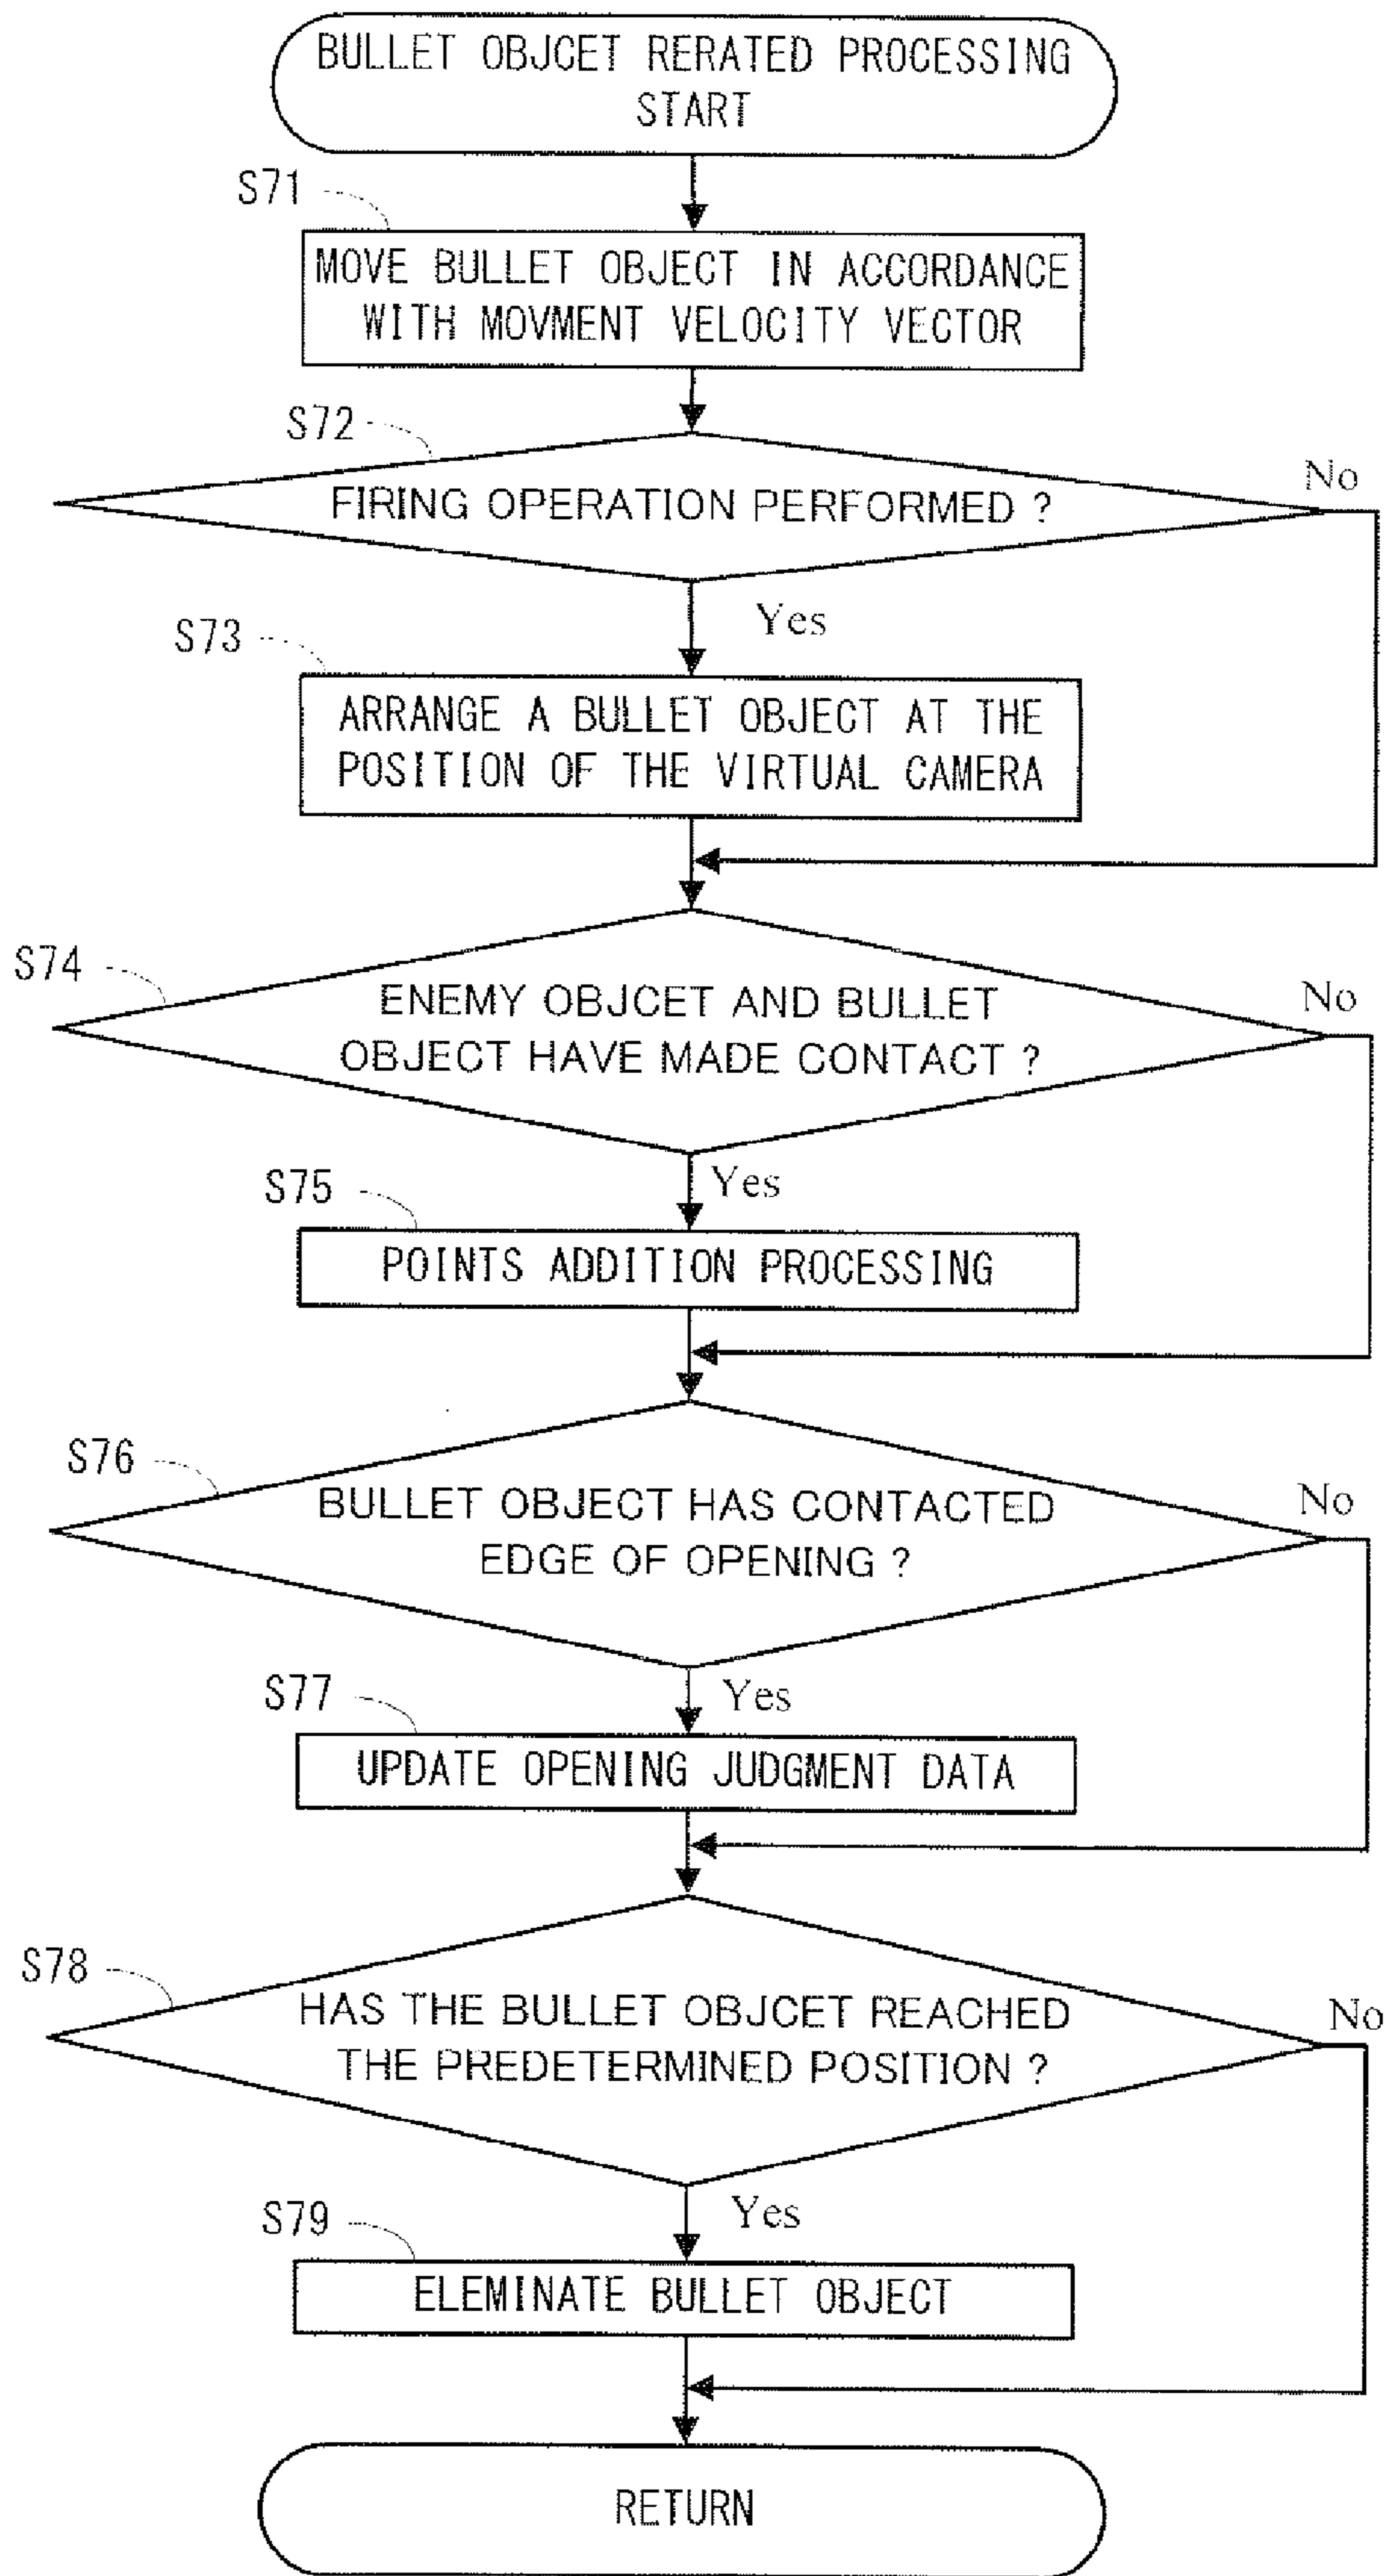 BULLET OBJCET RERATED PROCESSING
START
S71
MOVE BULLET OBJECT IN ACCORDANCE
WITH MOVMENT VELOCITY VECTOR
S72
FIRING OPERATION PERFORMED ?
No
Yes
S73
ARRANGE A BULLET OBJECT AT THE
POSITION OF THE VIRTUAL CAMERA
S74
ENEMY OBJCET AND BULLET
OBJECT HAVE MADE CONTACT ?
No
Yes
S75
POINTS ADDITION PROCESSING
S76
BULLET OBJECT HAS CONTACTED
EDGE OF OPENING ?
No
Yes
S77
UPDATE OPENING JUDGMENT DATA
S78
HAS THE BULLET OBJCET REACHED
THE PREDETERMINED POSITION ?
No
Yes
S79
ELEMINATE BULLET OBJECT
RETURN